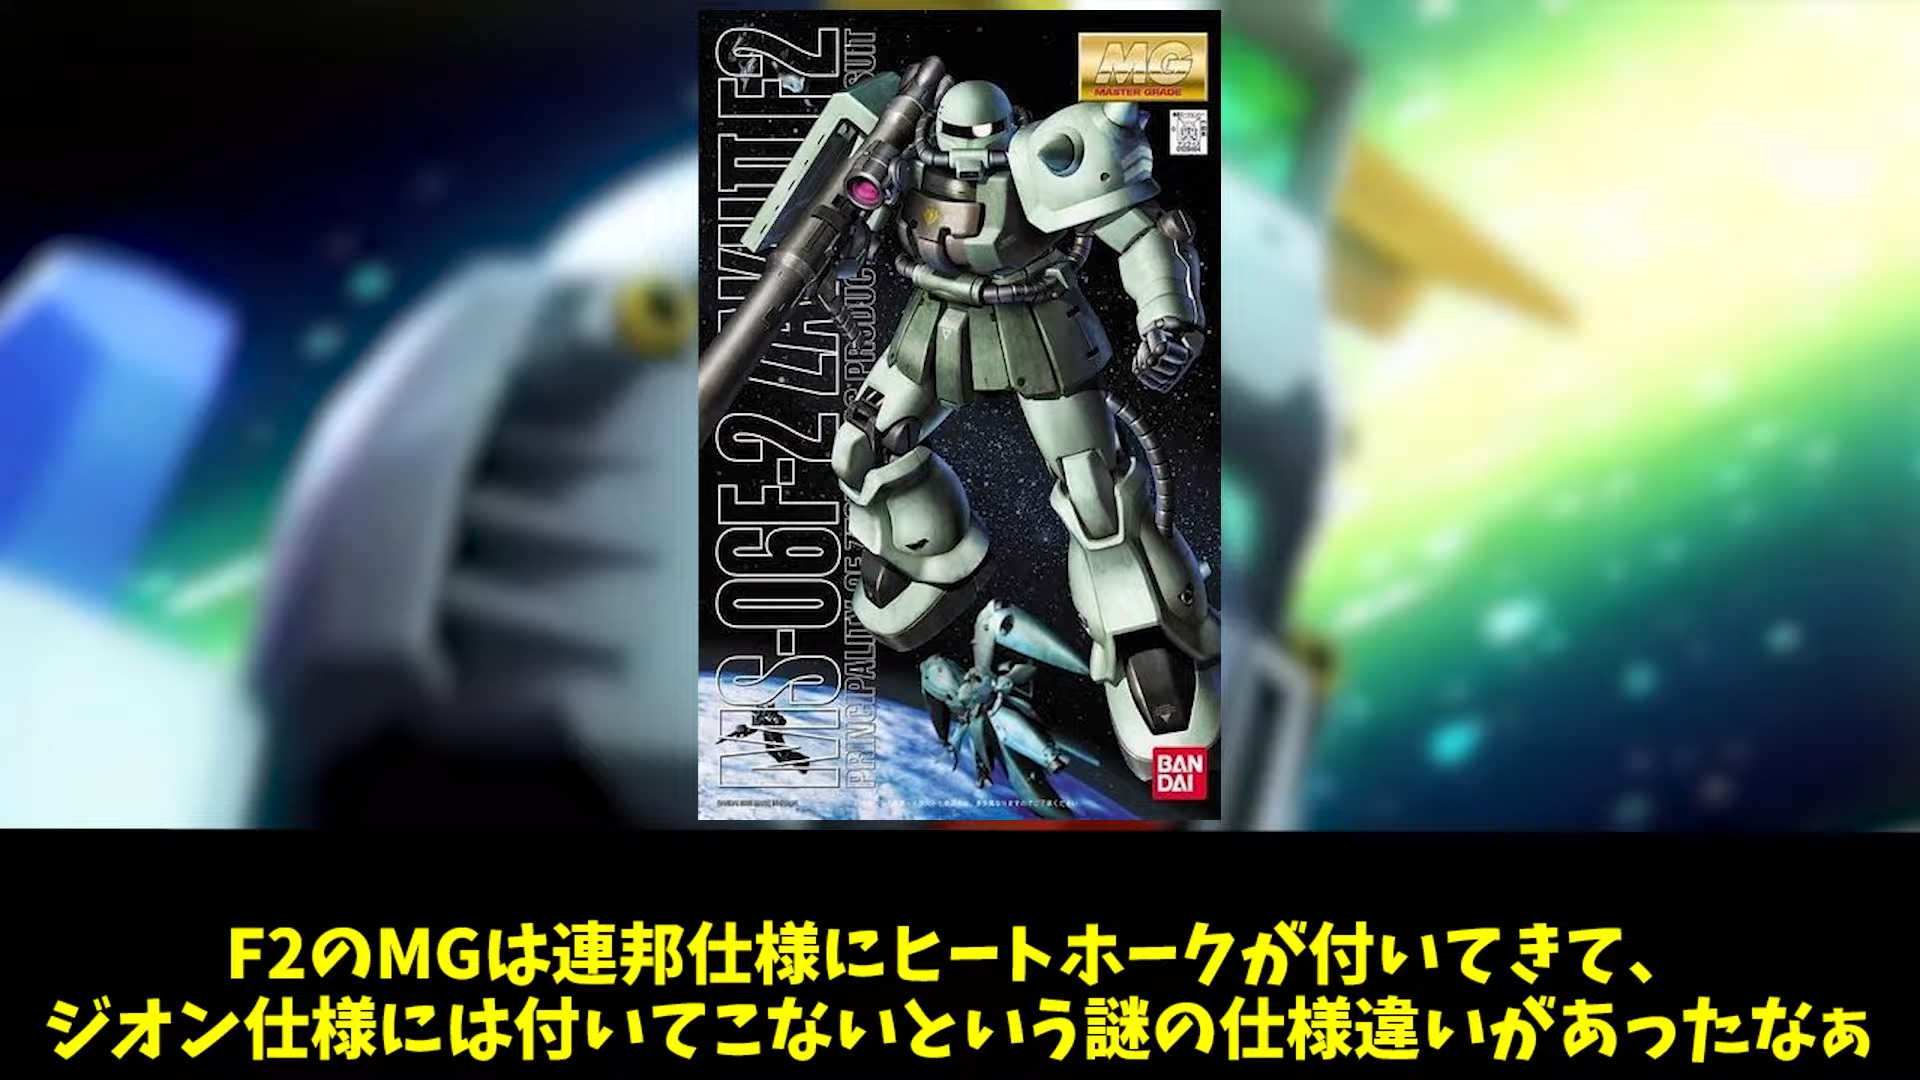 MS-06F-2 ZAKU II F2
MG
MASTER GRADE
BAN
DAI
F2のMGは連邦仕様にヒートホークが付いてきて、
ジオン仕様には付いてこないという謎の仕様違いがあったなぁ